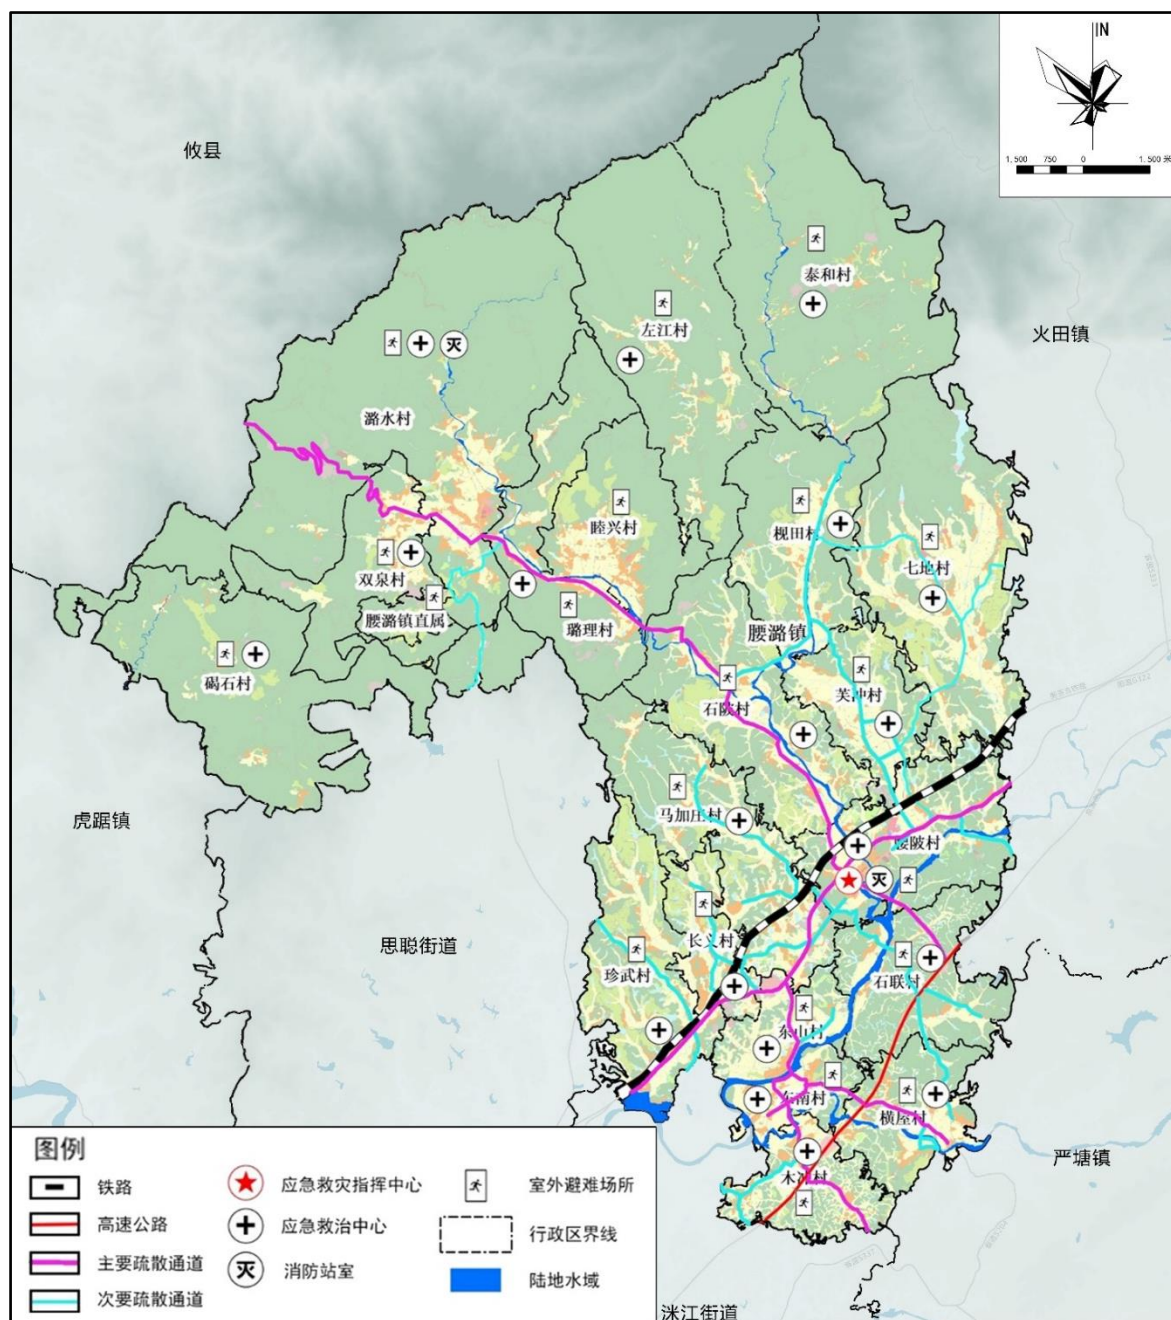 N
1,500 750 0 1,500 米
攸县
泰和村
火田镇
左江村
潞水村
睦兴村
枧田村
七地村
双泉村
腰潞镇直属
璐理村
腰潞镇
碣石村
石陂村
芙冲村
虎踞镇
马加庄村
腰陂村
思聪街道
长义村
珍武村
石联村
东山村
东南村
横屋村
木冲村
严塘镇
洣江街道
图例
铁路
应急救灾指挥中心
室外避难场所
高速公路
应急救治中心
行政区界线
主要疏散通道
消防站室
陆地水域
次要疏散通道
灭
灭
灭